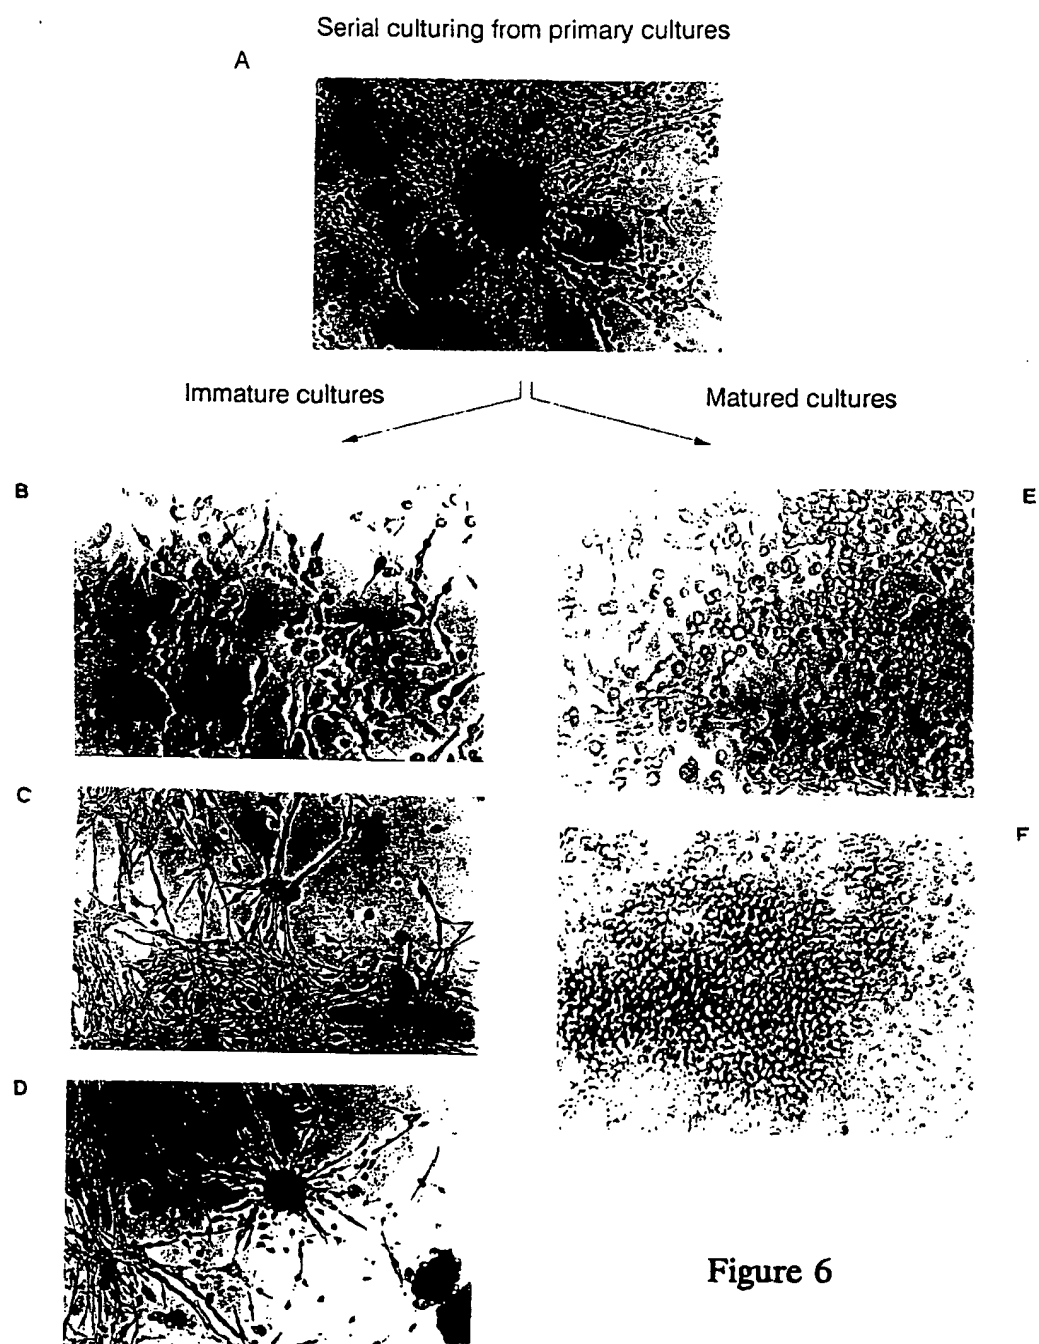 Serial culturing from primary cultures
A
Immature cultures
Matured cultures
B
E
C
F
D
Figure 6